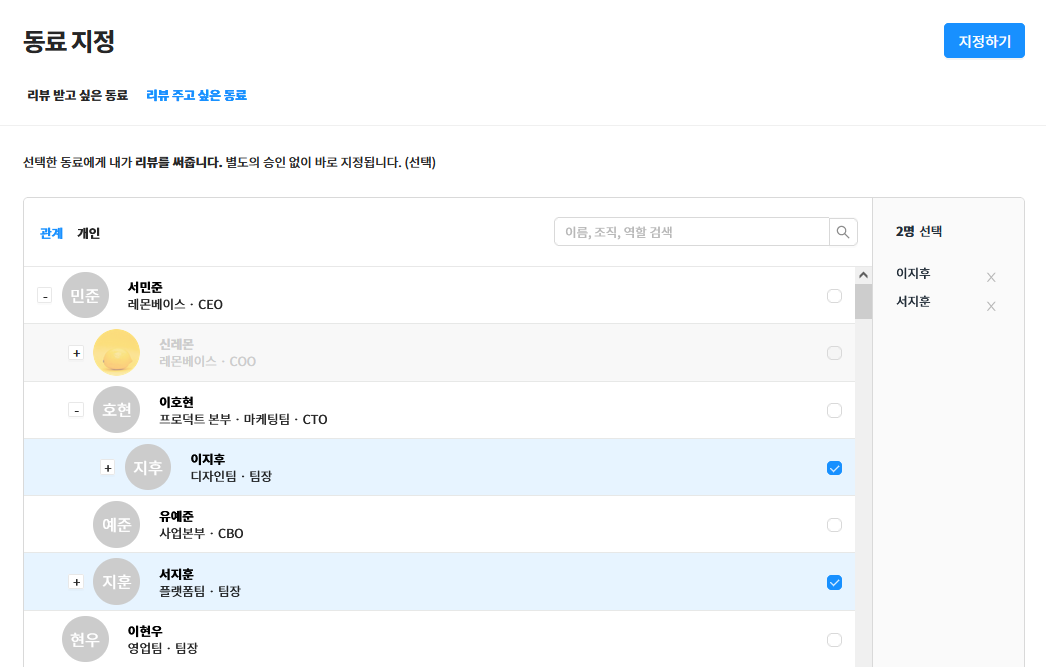 동료 지정
지정하기
리뷰 받고 싶은 동료
리뷰 주고 싶은 동료
선택한 동료에게 내가 리뷰를 써줍니다. 별도의 승인 없이 바로 지정됩니다. (선택)
관계
개인
이름, 조직, 역할 검색
2명 선택
이지후
서지훈
-
민준
서민준
레몬베이스 · CEO
+
신레몬
레몬베이스 · COO
-
호현
이호현
프로덕트 본부 · 마케팅팀 · CTO
+
지후
이지후
디자인팀 · 팀장
예준
유예준
사업본부 · CBO
+
지훈
서지훈
플랫폼팀 · 팀장
현우
이현우
영업팀 · 팀장